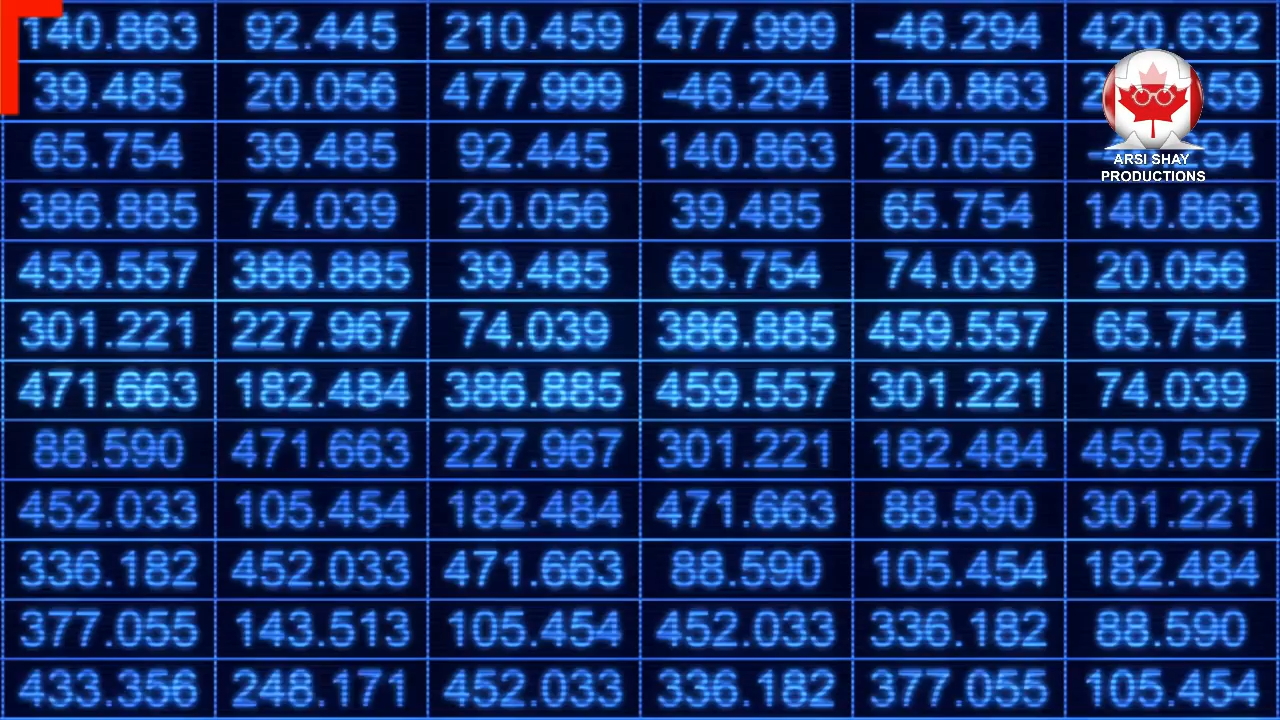 140.863 92.445 210.459 477.999 -46.294 420.632
39.485 20.056 477.999 -46.294 140.863
65.754 39.485 92.445 140.863 20.056
386.885 74.039 20.056 39.485 65.754 140.863
459.557 386.885 39.485 65.754 74.039 20.056
301.221 227.967 74.039 386.885 459.557 65.754
471.663 182.484 386.885 459.557 301.221 74.039
88.590 471.663 227.967 301.221 182.484 459.557
452.033 105.454 182.484 471.663 88.590 301.221
336.182 452.033 471.663 88.590 105.454 182.484
377.055 143.513 105.454 452.033 336.182 88.590
433.356 248.171 452.033 336.182 377.055 105.454
ARSI SHAY
PRODUCTIONS